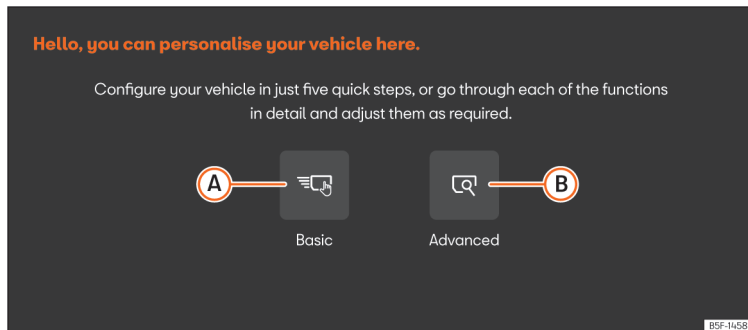 Hello, you can personalise your vehicle here.
Configure your vehicle in just five quick steps, or go through each of the functions
in detail and adjust them as required.
A
B
Basic
Advanced
B5F-1458